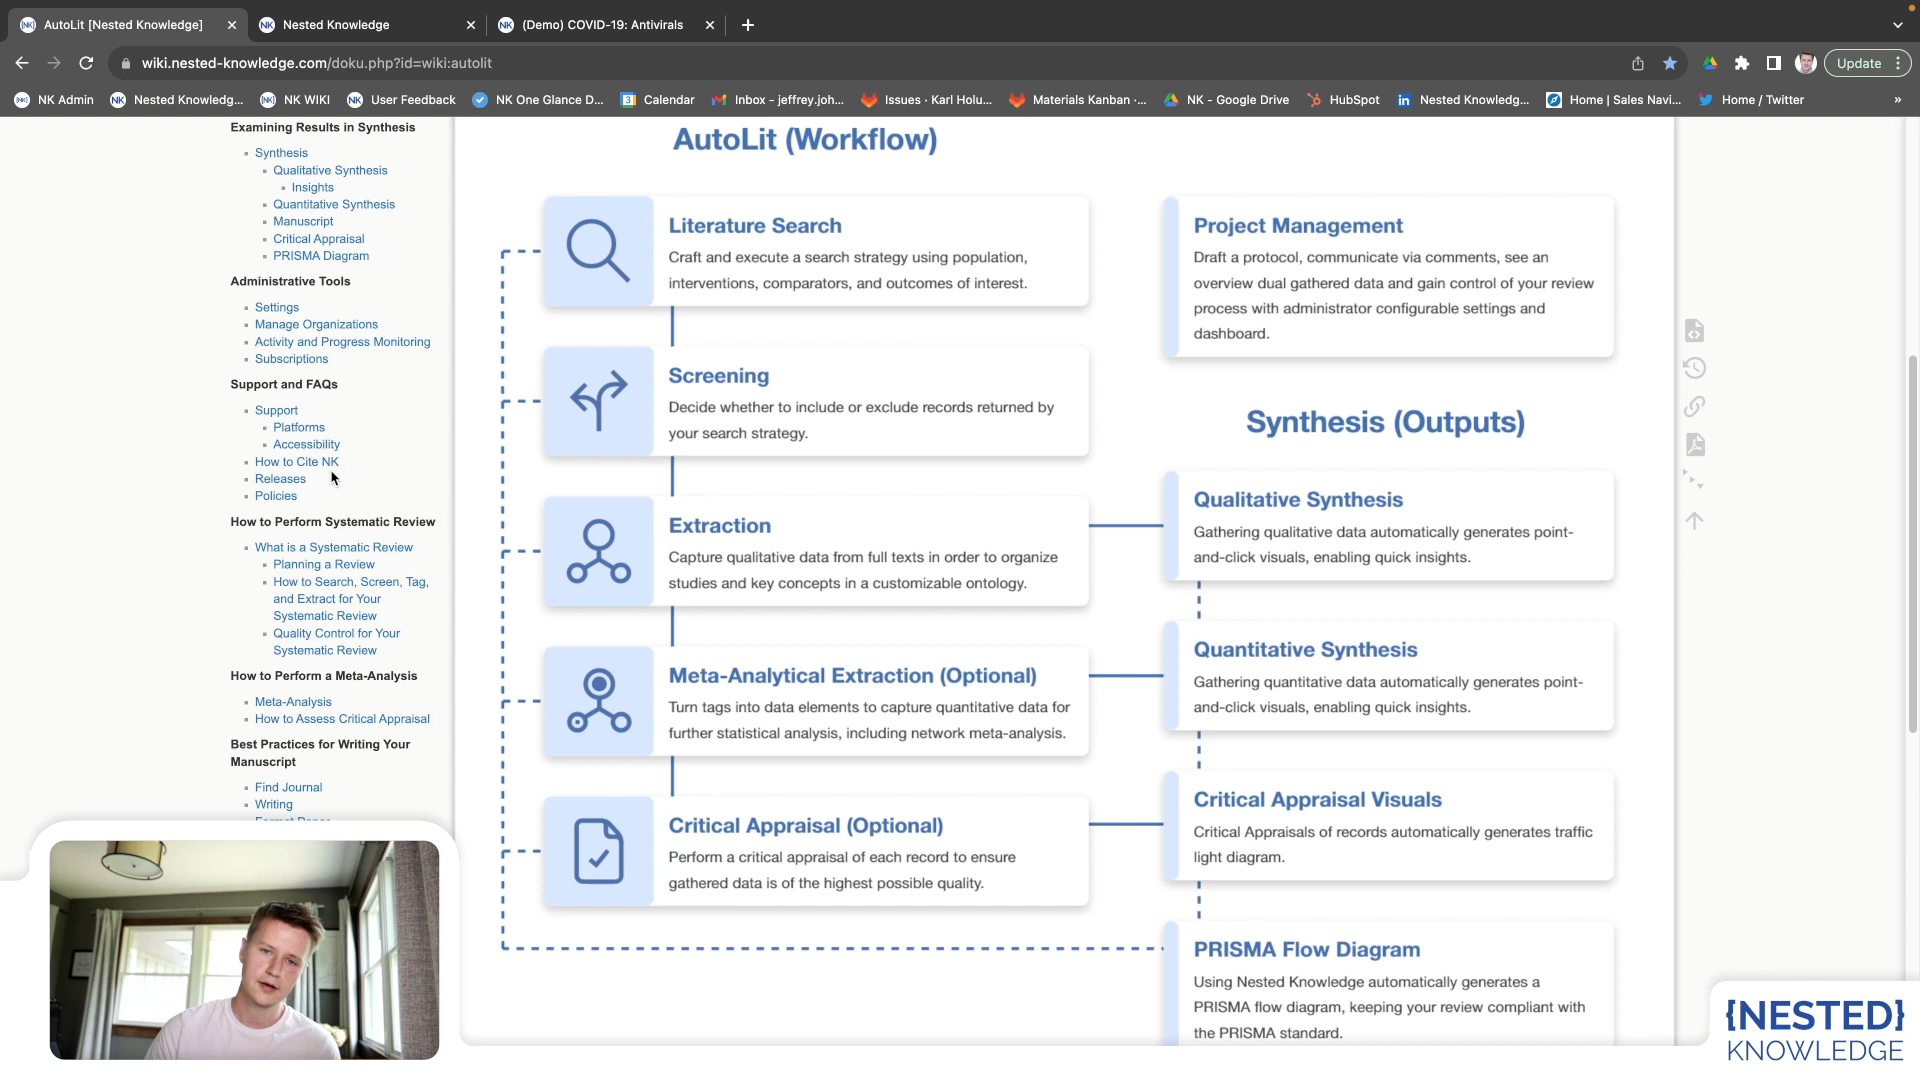 AutoLit [Nested Knowledge]
Nested Knowledge
(Demo) COVID-19: Antivirals
wiki.nested-knowledge.com/doku.php?id=wiki:autolit
Update
NK Admin
Nested Knowledg...
NK WIKI
User Feedback
NK One Glance D...
Calendar
Inbox - jeffrey.joh...
Issues · Karl Holu...
Materials Kanban ·...
NK - Google Drive
HubSpot
Nested Knowledg...
Home | Sales Navi...
Home / Twitter
»
Examining Results in Synthesis
Synthesis
Qualitative Synthesis
Insights
Quantitative Synthesis
Manuscript
Critical Appraisal
PRISMA Diagram
Administrative Tools
Settings
Manage Organizations
Activity and Progress Monitoring
Subscriptions
Support and FAQs
Support
Platforms
Accessibility
How to Cite NK
Releases
Policies
How to Perform Systematic Review
What is a Systematic Review
Planning a Review
How to Search, Screen, Tag,
and Extract for Your
Systematic Review
Quality Control for Your
Systematic Review
How to Perform a Meta-Analysis
Meta-Analysis
How to Assess Critical Appraisal
Best Practices for Writing Your
Manuscript
Find Journal
Writing
AutoLit (Workflow)
Literature Search
Craft and execute a search strategy using population,
interventions, comparators, and outcomes of interest.
Screening
Decide whether to include or exclude records returned by
your search strategy.
Extraction
Capture qualitative data from full texts in order to organize
studies and key concepts in a customizable ontology.
Meta-Analytical Extraction (Optional)
Turn tags into data elements to capture quantitative data for
further statistical analysis, including network meta-analysis.
Critical Appraisal (Optional)
Perform a critical appraisal of each record to ensure
gathered data is of the highest possible quality.
Project Management
Draft a protocol, communicate via comments, see an
overview dual gathered data and gain control of your review
process with administrator configurable settings and
dashboard.
Synthesis (Outputs)
Qualitative Synthesis
Gathering qualitative data automatically generates point-
and-click visuals, enabling quick insights.
Quantitative Synthesis
Gathering quantitative data automatically generates point-
and-click visuals, enabling quick insights.
Critical Appraisal Visuals
Critical Appraisals of records automatically generates traffic
light diagram.
PRISMA Flow Diagram
Using Nested Knowledge automatically generates a
PRISMA flow diagram, keeping your review compliant with
the PRISMA standard.
{NESTED}
KNOWLEDGE